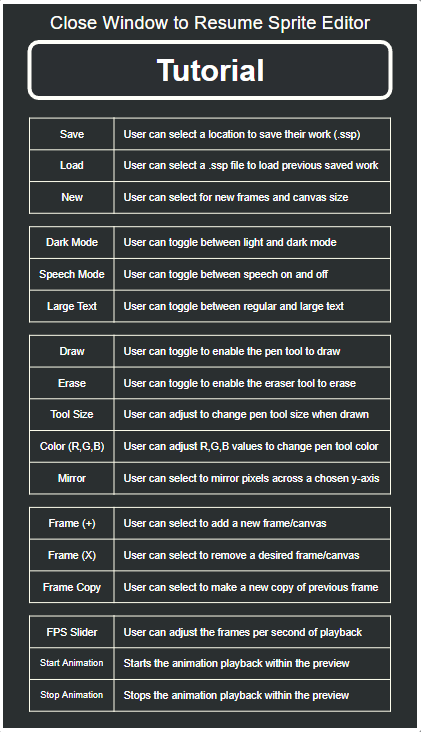 Close Window to Resume Sprite Editor
Tutorial
Save User can select a location to save their work (.ssp)
Load User can select a .ssp file to load previous saved work
New User can select for new frames and canvas size
Dark Mode User can toggle between light and dark mode
Speech Mode User can toggle between speech on and off
Large Text User can toggle between regular and large text
Draw User can toggle to enable the pen tool to draw
Erase User can toggle to enable the eraser tool to erase
Tool Size User can adjust to change pen tool size when drawn
Color (R,G,B) User can adjust R,G,B values to change pen tool color
Mirror User can select to mirror pixels across a chosen y-axis
Frame (+) User can select to add a new frame/canvas
Frame (X) User can select to remove a desired frame/canvas
Frame Copy User can select to make a new copy of previous frame
FPS Slider User can adjust the frames per second of playback
Start Animation Starts the animation playback within the preview
Stop Animation Stops the animation playback within the preview